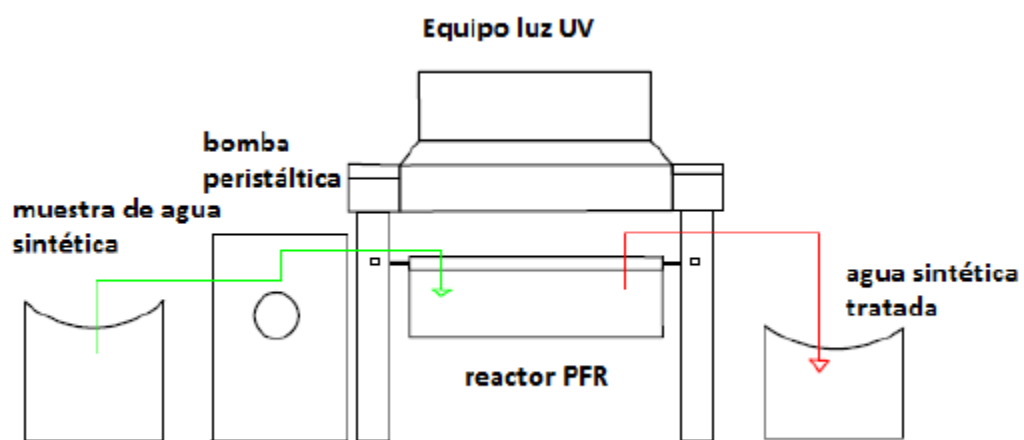 Equipo luz UV
bomba
peristáltica
muestra de agua
sintética
agua sintética
tratada
reactor PFR